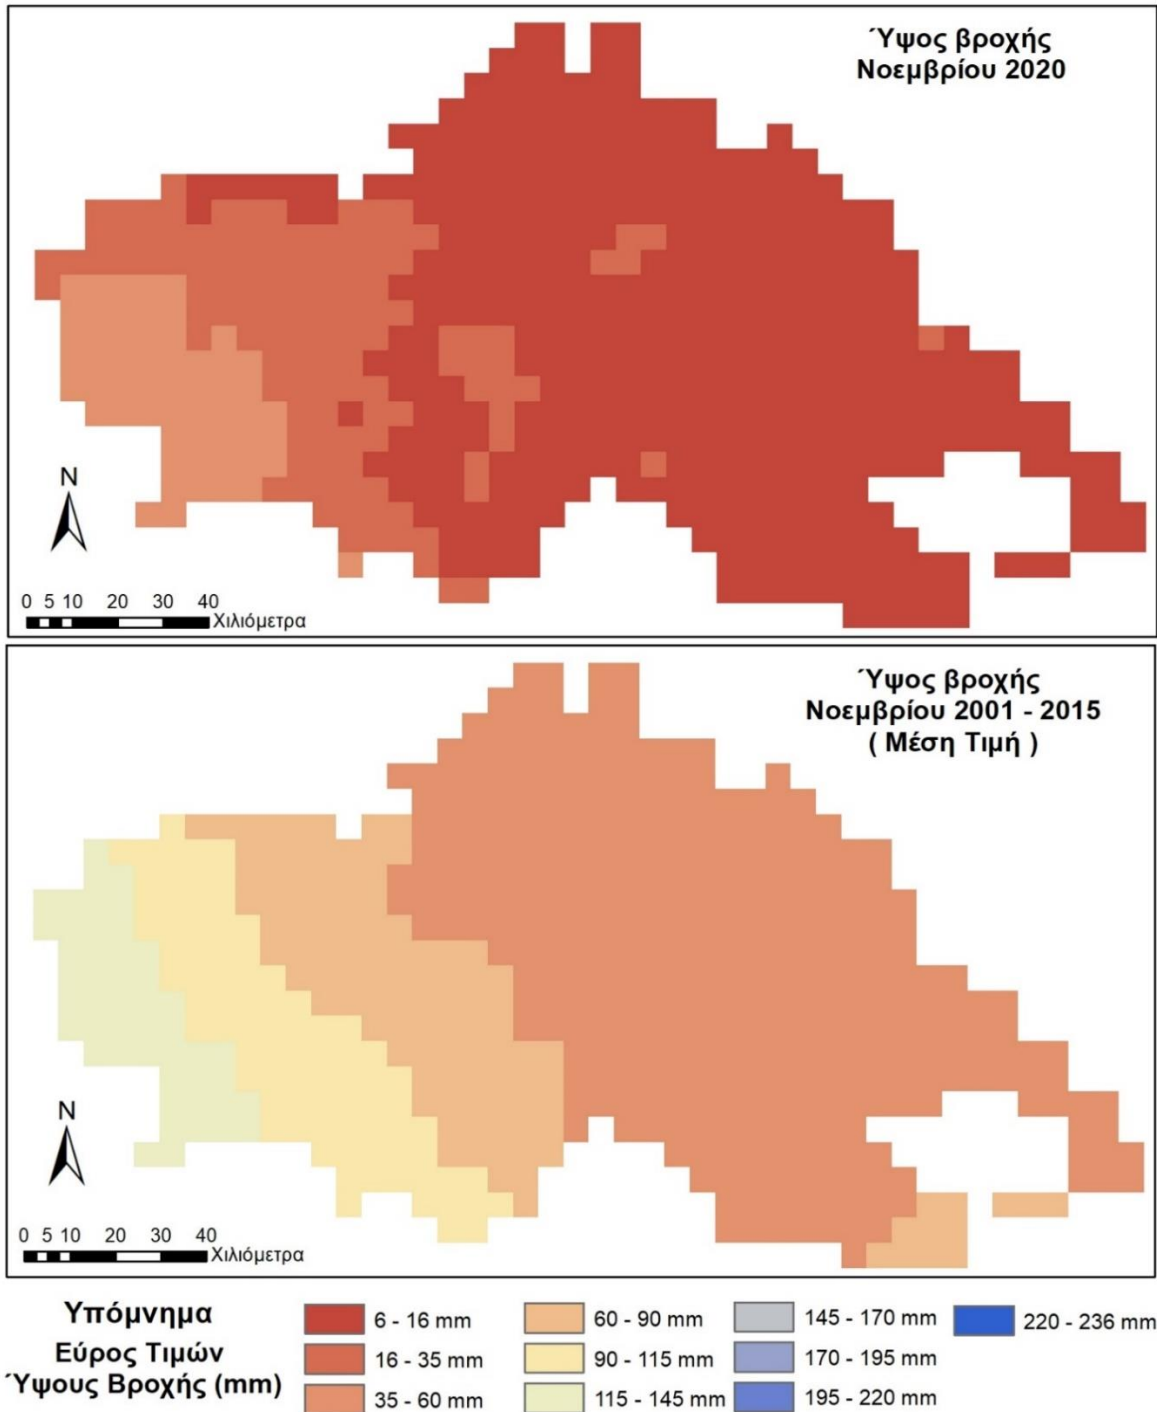 Ύψος βροχής
Νοεμβρίου 2020
N
0 5 10 20 30 40
Χιλιόμετρα
Ύψος βροχής
Νοεμβρίου 2001 - 2015
( Μέση Τιμή )
N
0 5 10 20 30 40
Χιλιόμετρα
Υπόμνημα
Εύρος Τιμών
Ύψους Βροχής (mm)
6 - 16 mm
16 - 35 mm
35 - 60 mm
60 - 90 mm
90 - 115 mm
115 - 145 mm
145 - 170 mm
170 - 195 mm
195 - 220 mm
220 - 236 mm